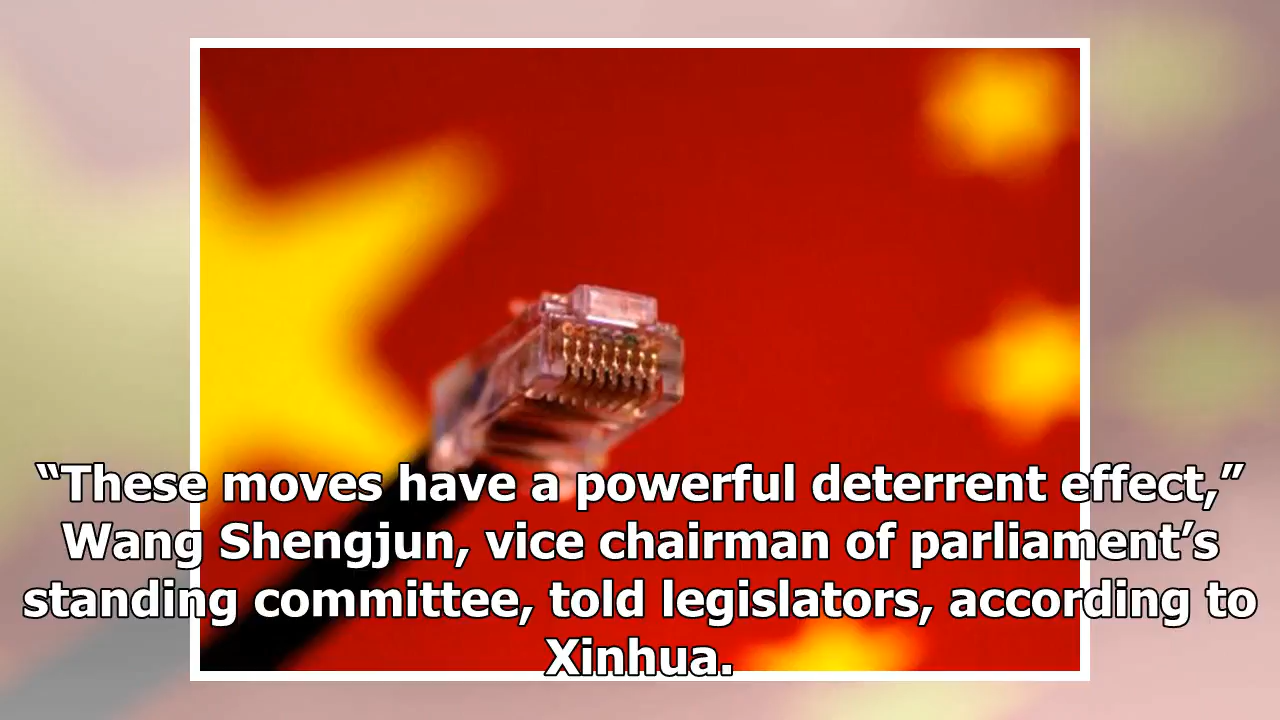 “These moves have a powerful deterrent effect,”
Wang Shengjun, vice chairman of parliament’s
standing committee, told legislators, according to
Xinhua.